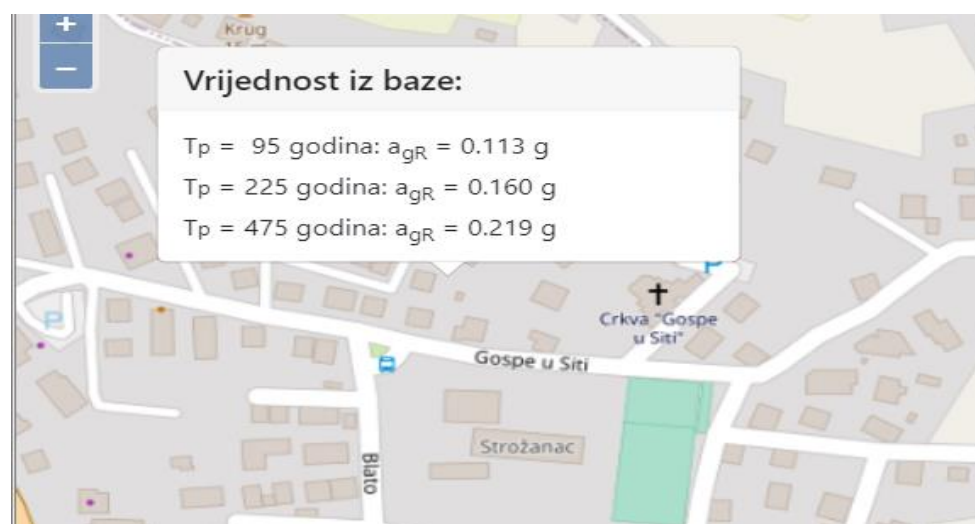 +
Krug
−
Vrijednost iz baze:
Tp = 95 godina: agR = 0.113 g
Tp = 225 godina: agR = 0.160 g
Tp = 475 godina: agR = 0.219 g
P
P
Crkva "Gospe
u Siti"
Gospe u Siti
Strožanac
Blato